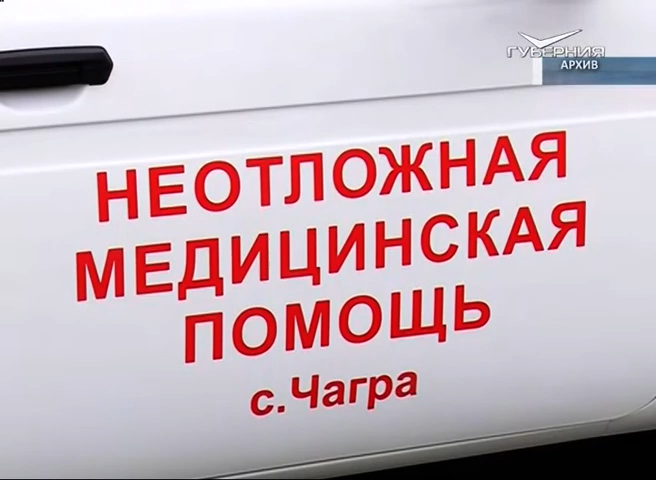 ГУБЕРНИЯ
АРХИВ
НЕОТЛОЖНАЯ
МЕДИЦИНСКАЯ
ПОМОЩЬ
с.Чагра